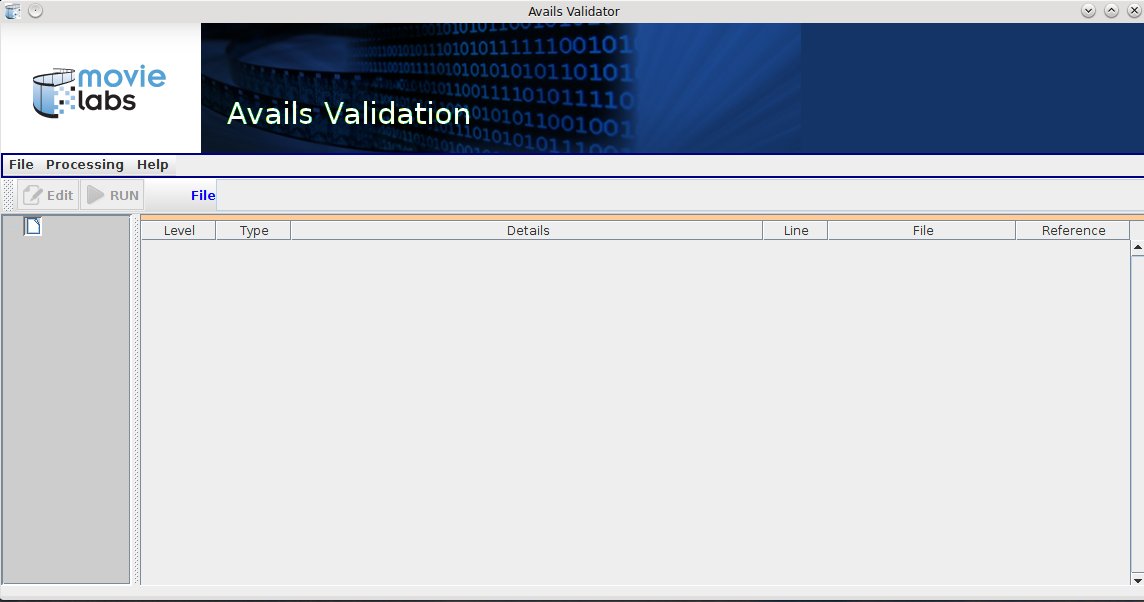 Avails Validator
movie
labs
Avails Validation
File Processing Help
Edit RUN File
Level Type Details Line File Reference